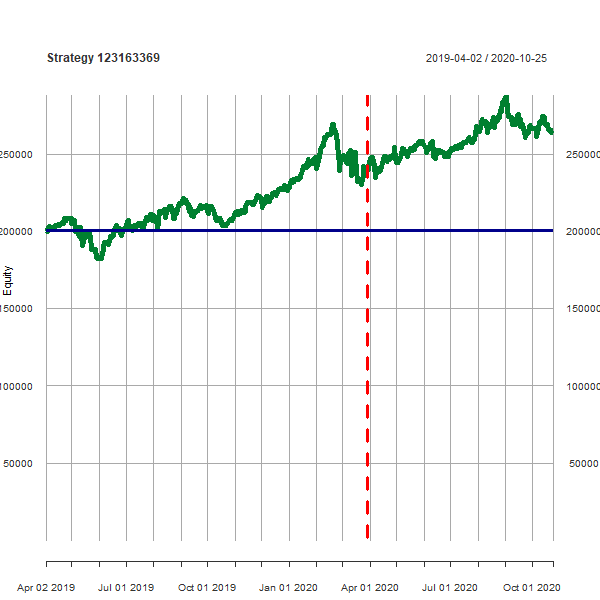 Strategy 123163369
2019-04-02 / 2020-10-25
250000
250000
200000
200000
Equity
150000
150000
100000
100000
50000
50000
Apr 02 2019
Jul 01 2019
Oct 01 2019
Jan 01 2020
Apr 01 2020
Jul 01 2020
Oct 01 2020